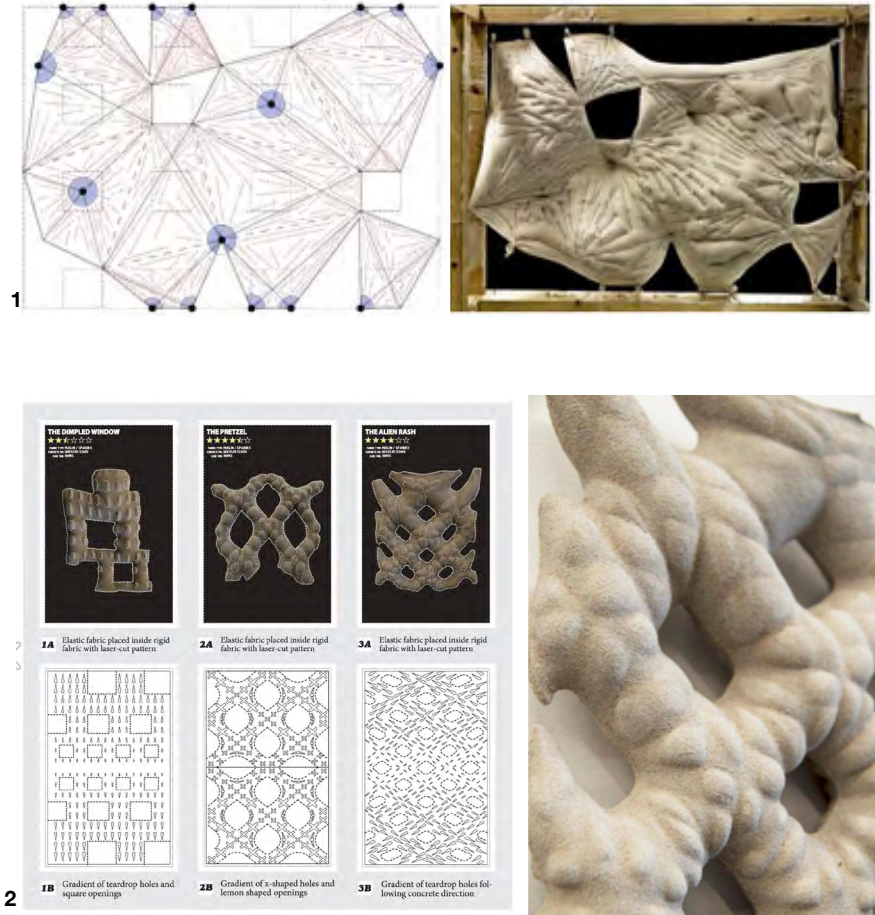 1
THE DIMPLED WINDOW
THE PRETZEL
THE ALIEN RASH
1A Elastic fabric placed inside rigid
fabric with laser-cut pattern
2A Elastic fabric placed inside rigid
fabric with laser-cut pattern
3A Elastic fabric placed inside rigid
fabric with laser-cut pattern
1B Gradient of teardrop holes and
square openings
2B Gradient of x-shaped holes and
lemon shaped openings
3B Gradient of teardrop holes fol-
lowing concrete direction
2